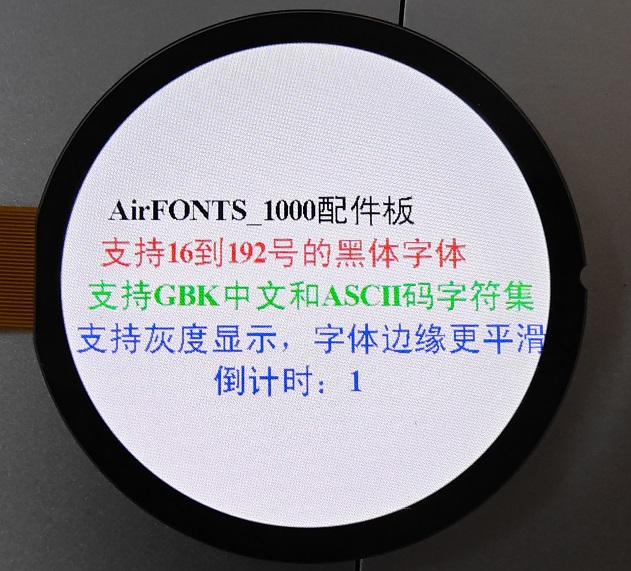 AirFONTS_1000配件板
支持16到192号的黑体字体
支持GBK中文和ASCII码字符集
支持灰度显示，字体边缘更平滑
倒计时：1